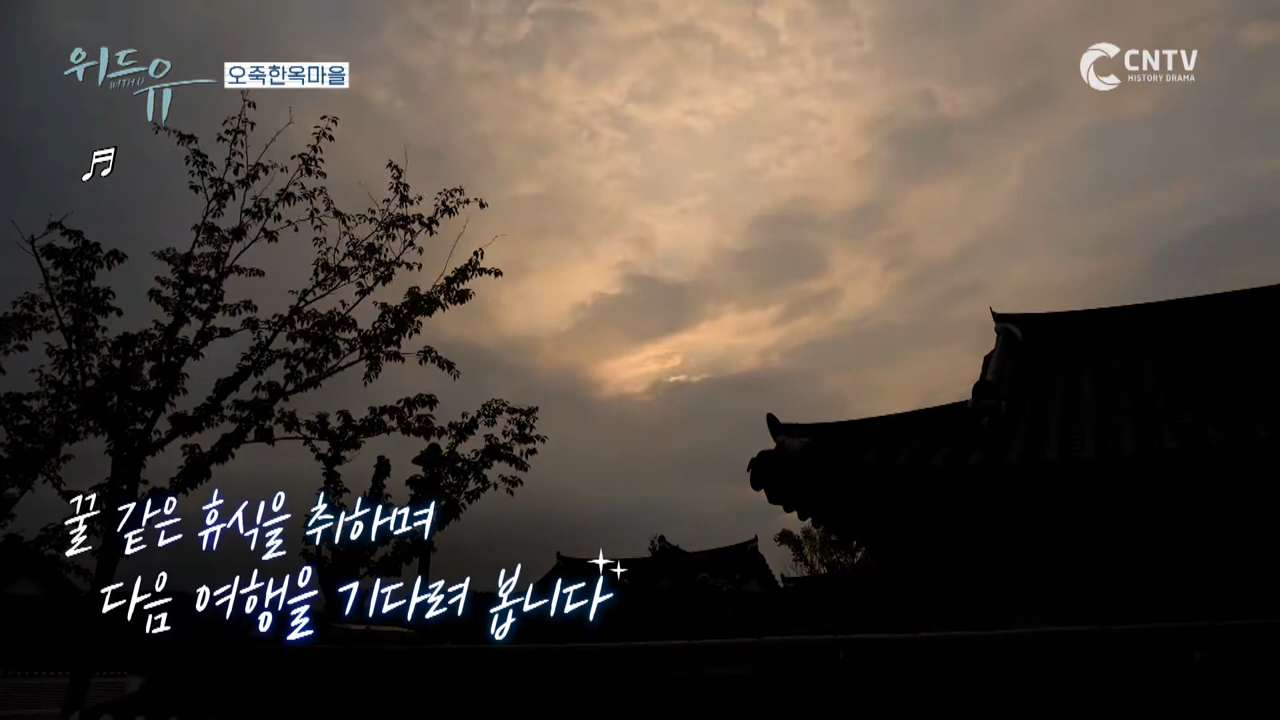 위드유
WITH U
오죽한옥마을
CNTV
HISTORY DRAMA
꿀 같은 휴식을 취하며
다음 여행을 기다려 봅니다